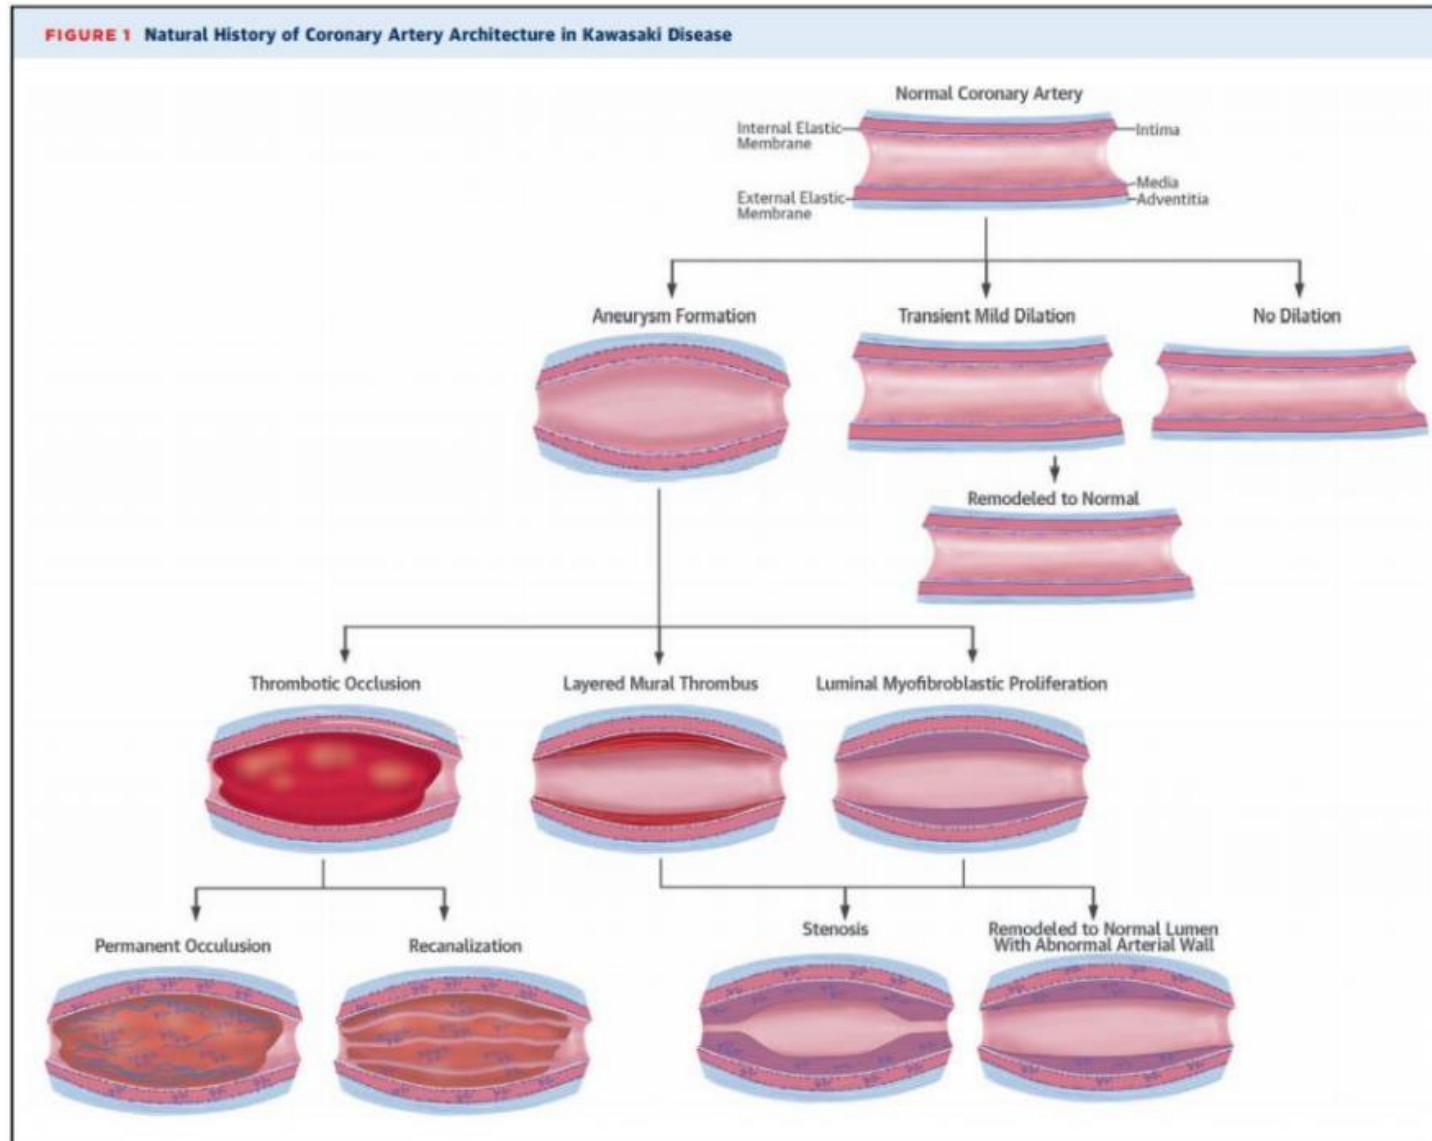 FIGURE 1 Natural History of Coronary Artery Architecture in Kawasaki Disease
Normal Coronary Artery
Internal Elastic
Membrane
Intima
Media
External Elastic
Membrane
Adventitia
Aneurysm Formation
Transient Mild Dilation
No Dilation
Remodeled to Normal
Thrombotic Occlusion
Layered Mural Thrombus
Luminal Myofibroblastic Proliferation
Permanent Occulusion
Recanalization
Stenosis
Remodeled to Normal Lumen
With Abnormal Arterial Wall